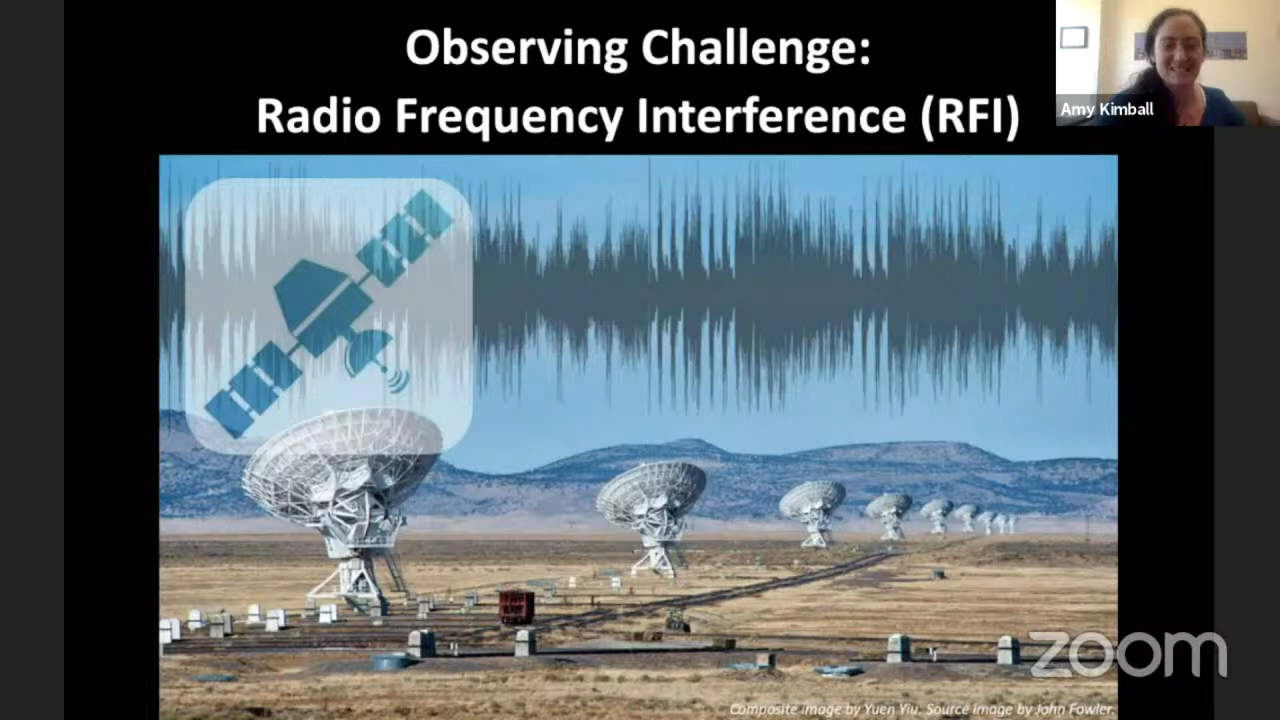 Observing Challenge:
Radio Frequency Interference (RFI)
Amy Kimball
zoom
Composite image by Yuen Yiu. Source image by John Fowler.